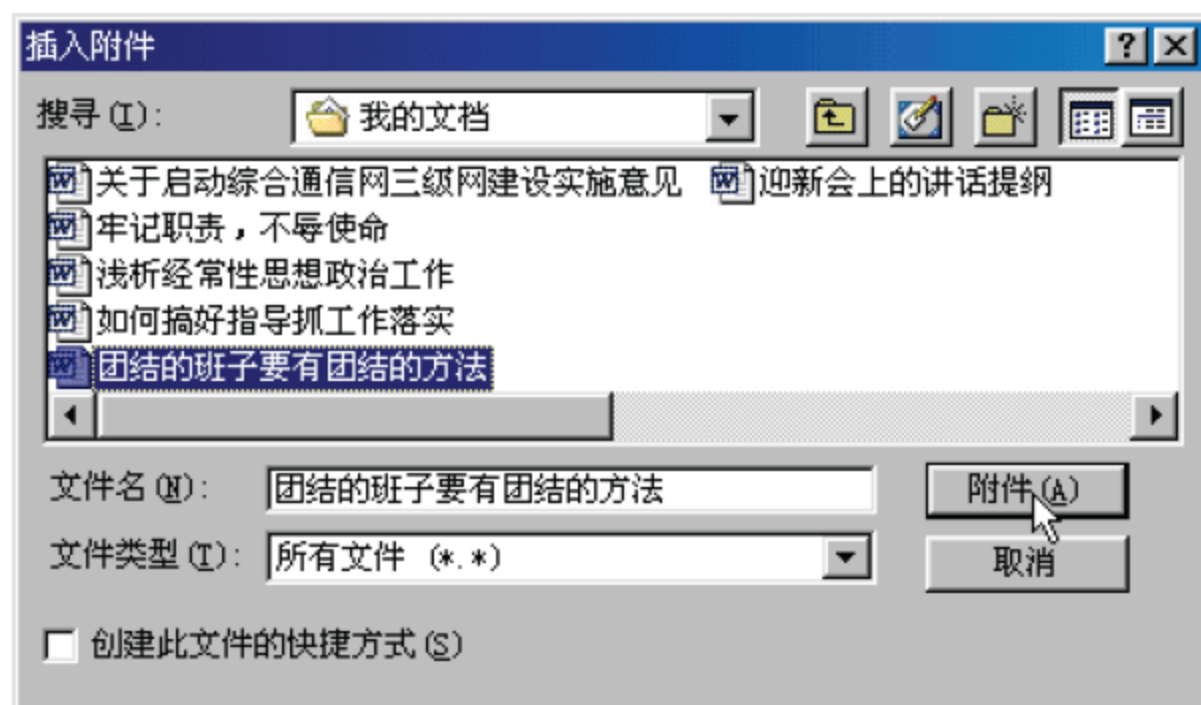 插入附件
搜寻(I): 我的文档
关于启动综合通信网三级网建设实施意见 迎新会上的讲话提纲
牢记职责，不辱使命
浅析经常性思想政治工作
如何搞好指导抓工作落实
团结的班子要有团结的方法
文件名(N): 团结的班子要有团结的方法 附件(A)
文件类型(T): 所有文件 (*.*) 取消
创建此文件的快捷方式(S)